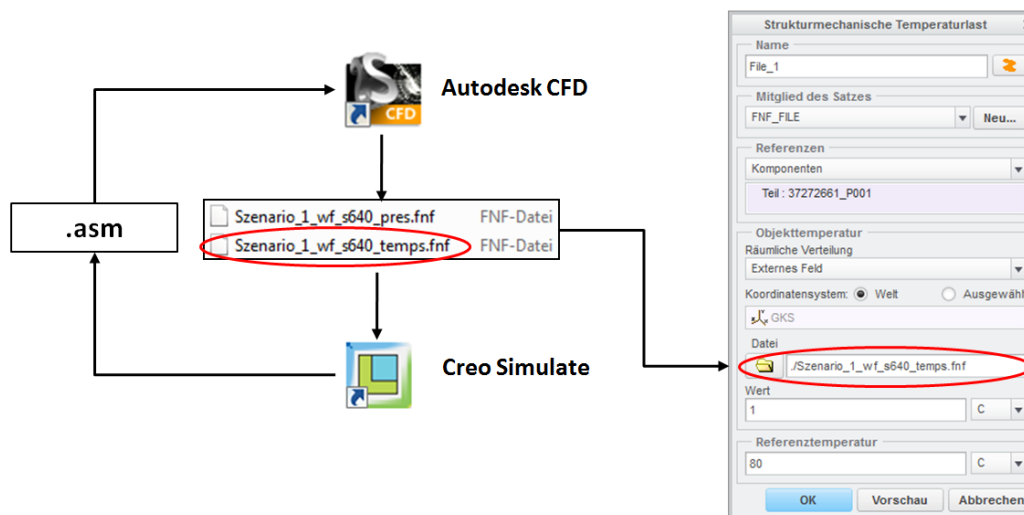 Autodesk CFD
CFD
.asm
Szenario_1_wf_s640_pres.fnf FNF-Datei
Szenario_1_wf_s640_temps.fnf FNF-Datei
Creo Simulate
Strukturmechanische Temperaturlast
Name
File_1
Mitglied des Satzes
FNF_FILE Neu...
Referenzen
Komponenten
Teil : 37272661_P001
Objekttemperatur
Räumliche Verteilung
Externes Feld
Koordinatensystem: Welt Ausgewähl
GKS
Datei
./Szenario_1_wf_s640_temps.fnf
Wert
1 C
Referenztemperatur
80 C
OK Vorschau Abbrechen